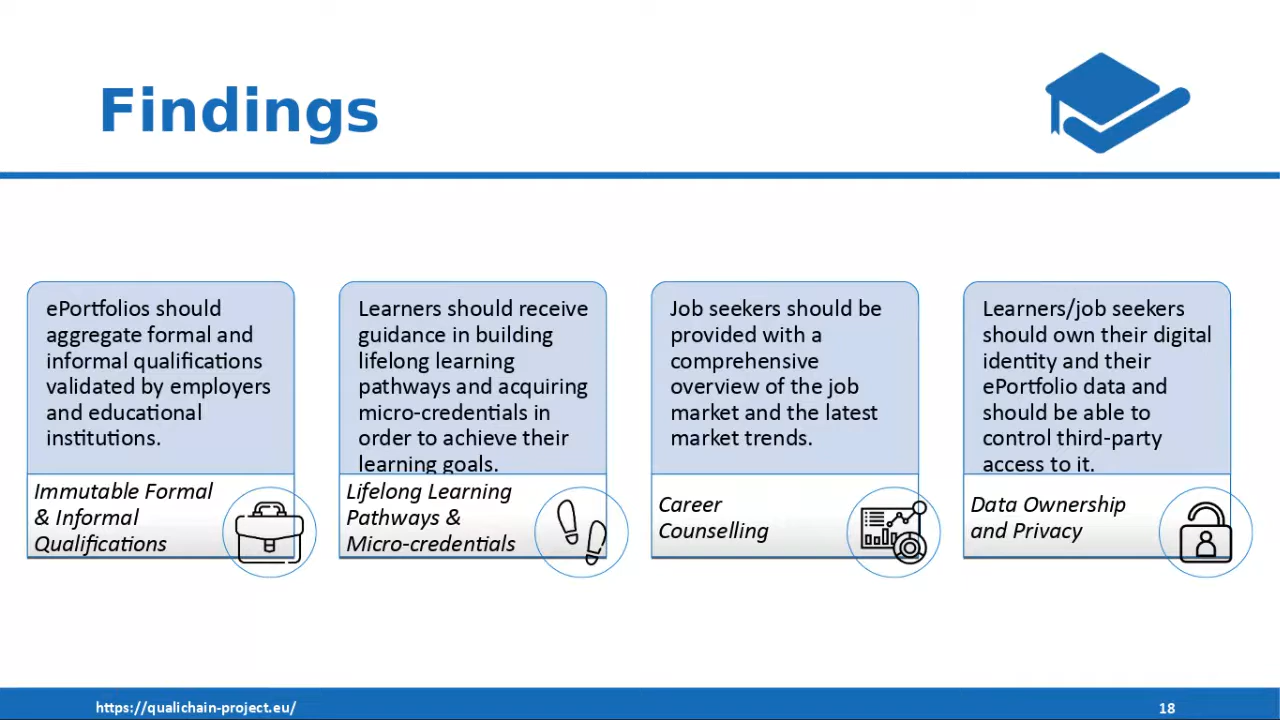 Findings
ePortfolios should
aggregate formal and
informal qualifications
validated by employers
and educational
institutions.
Immutable Formal
& Informal
Qualifications
Learners should receive
guidance in building
lifelong learning
pathways and acquiring
micro-credentials in
order to achieve their
learning goals.
Lifelong Learning
Pathways &
Micro-credentials
Job seekers should be
provided with a
comprehensive
overview of the job
market and the latest
market trends.
Career
Counselling
Learners/job seekers
should own their digital
identity and their
ePortfolio data and
should be able to
control third-party
access to it.
Data Ownership
and Privacy
https://qualichain-project.eu/
18